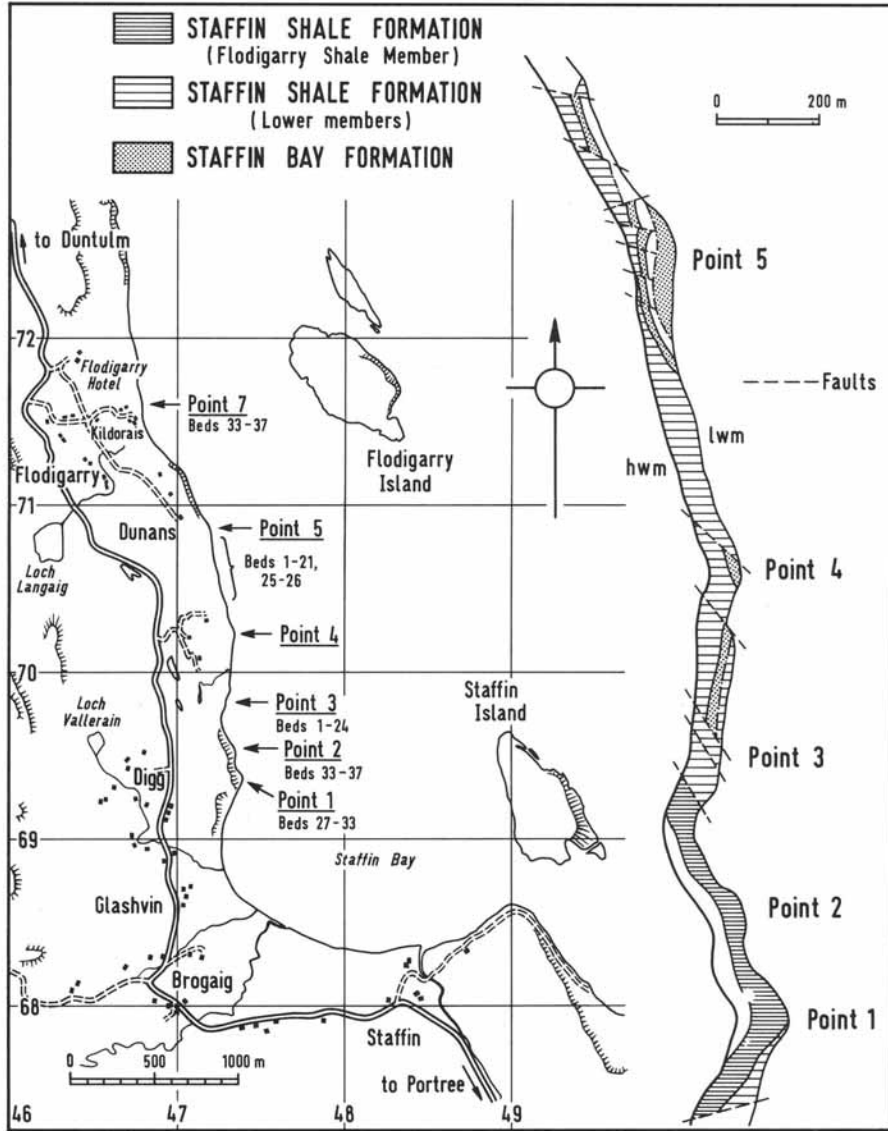 STAFFIN SHALE FORMATION
(Flodigarry Shale Member)
STAFFIN SHALE FORMATION
(Lower members)
STAFFIN BAY FORMATION
0 200 m
to Duntulm
Point 5
72
Flodigarry
Hotel
Point 7
Beds 33-37
Kildorais
Flodigarry
Flodigarry
Island
Faults
lwm
hwm
71
Dunans
Point 5
Beds 1-21,
25-26
Loch
Langaig
Point 4
Point 4
70
Loch
Vallerain
Point 3
Beds 1-24
Staffin
Island
Point 2
Beds 33-37
Point 3
Digg
Point 1
Beds 27-33
69
Staffin Bay
Glashvin
Point 2
Brogaig
68
Staffin
Point 1
0 500 1000 m
to Portree
46 47 48 49